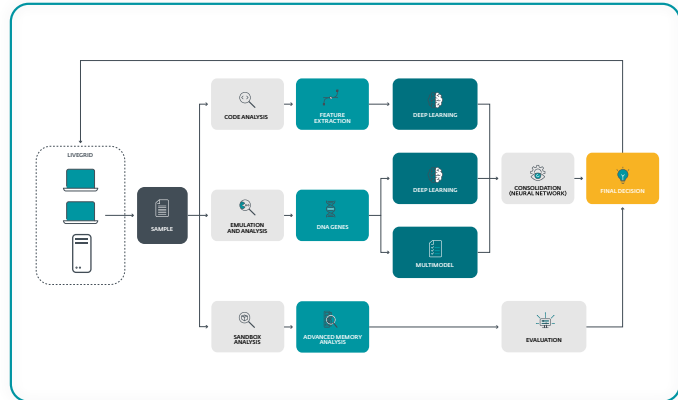 LIVEGRID
SAMPLE
CODE ANALYSIS
FEATURE
EXTRACTION
DEEP LEARNING
EMULATION
AND ANALYSIS
DNA GENES
DEEP LEARNING
MULTIMODEL
CONSOLIDATION
(NEURAL NETWORK)
FINAL DECISION
SANDBOX
ANALYSIS
ADVANCED MEMORY
ANALYSIS
EVALUATION